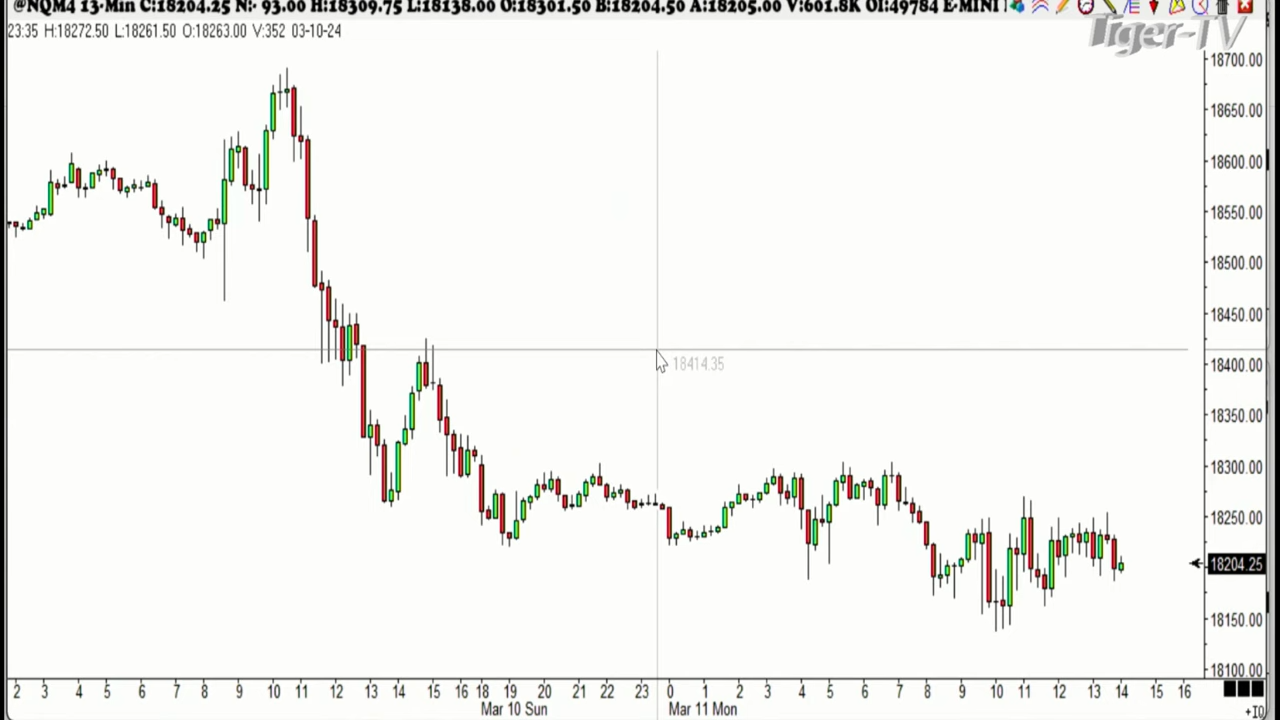 @NQM4 13-Min C:18204.25 N:- 93.00 H:18309.75 L:18138.00 O:18301.50 B:18204.50 A:18205.00 V:601.8K OI:49784 E-MINI
23:35 H:18272.50 L:18261.50 O:18263.00 V:352 03-10-24
Tiger-TV
18700.00
18650.00
18600.00
18550.00
18500.00
18450.00
18414.35
18400.00
18350.00
18300.00
18250.00
18204.25
18150.00
18100.00
2 3 4 5 6 7 8 9 10 11 12 13 14 15 16 18 19 20 21 22 23 0 1 2 3 4 5 6 7 8 9 10 11 12 13 14 15 16
Mar 10 Sun Mar 11 Mon